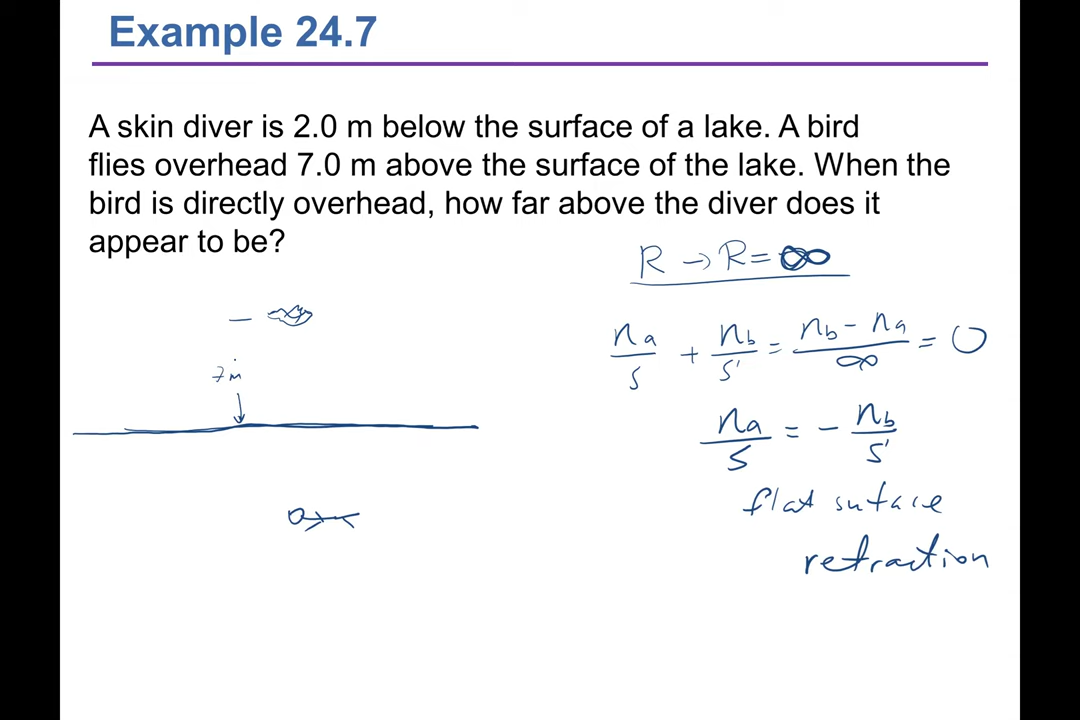 Example 24.7
A skin diver is 2.0 m below the surface of a lake. A bird
flies overhead 7.0 m above the surface of the lake. When the
bird is directly overhead, how far above the diver does it
appear to be?
R → R = ∞
na/s + nb/s' = nb - na/∞ = 0
7m
na/s = - nb/s'
flat surface
refraction